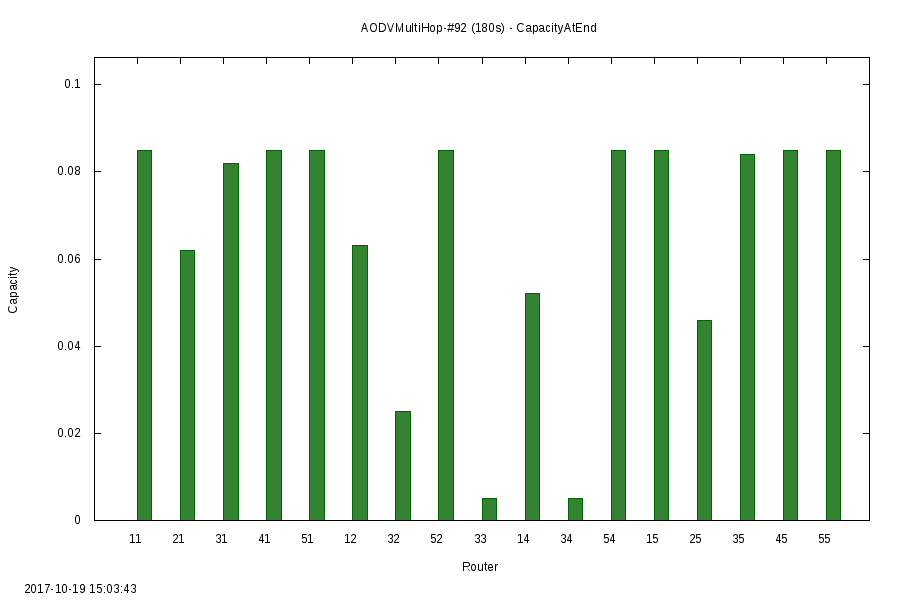 AODVMultiHop-#92 (180s) - CapacityAtEnd
0.1
0.08
0.06
0.04
0.02
0
Capacity
11 21 31 41 51 12 32 52 33 14 34 54 15 25 35 45 55
Router
2017-10-19 15:03:43